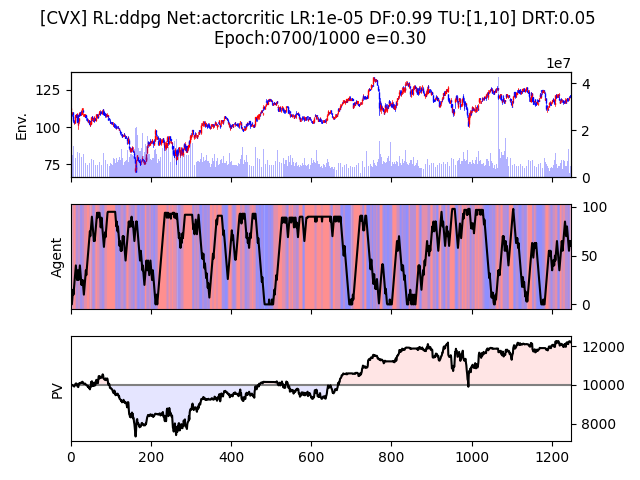 [CVX] RL:ddpg Net:actorcritic LR:1e-05 DF:0.99 TU:[1,10] DRT:0.05
Epoch:0700/1000 e=0.30
1e7
125
100
75
Env.
4
2
0
Agent
100
50
0
PV
12000
10000
8000
0 200 400 600 800 1000 1200